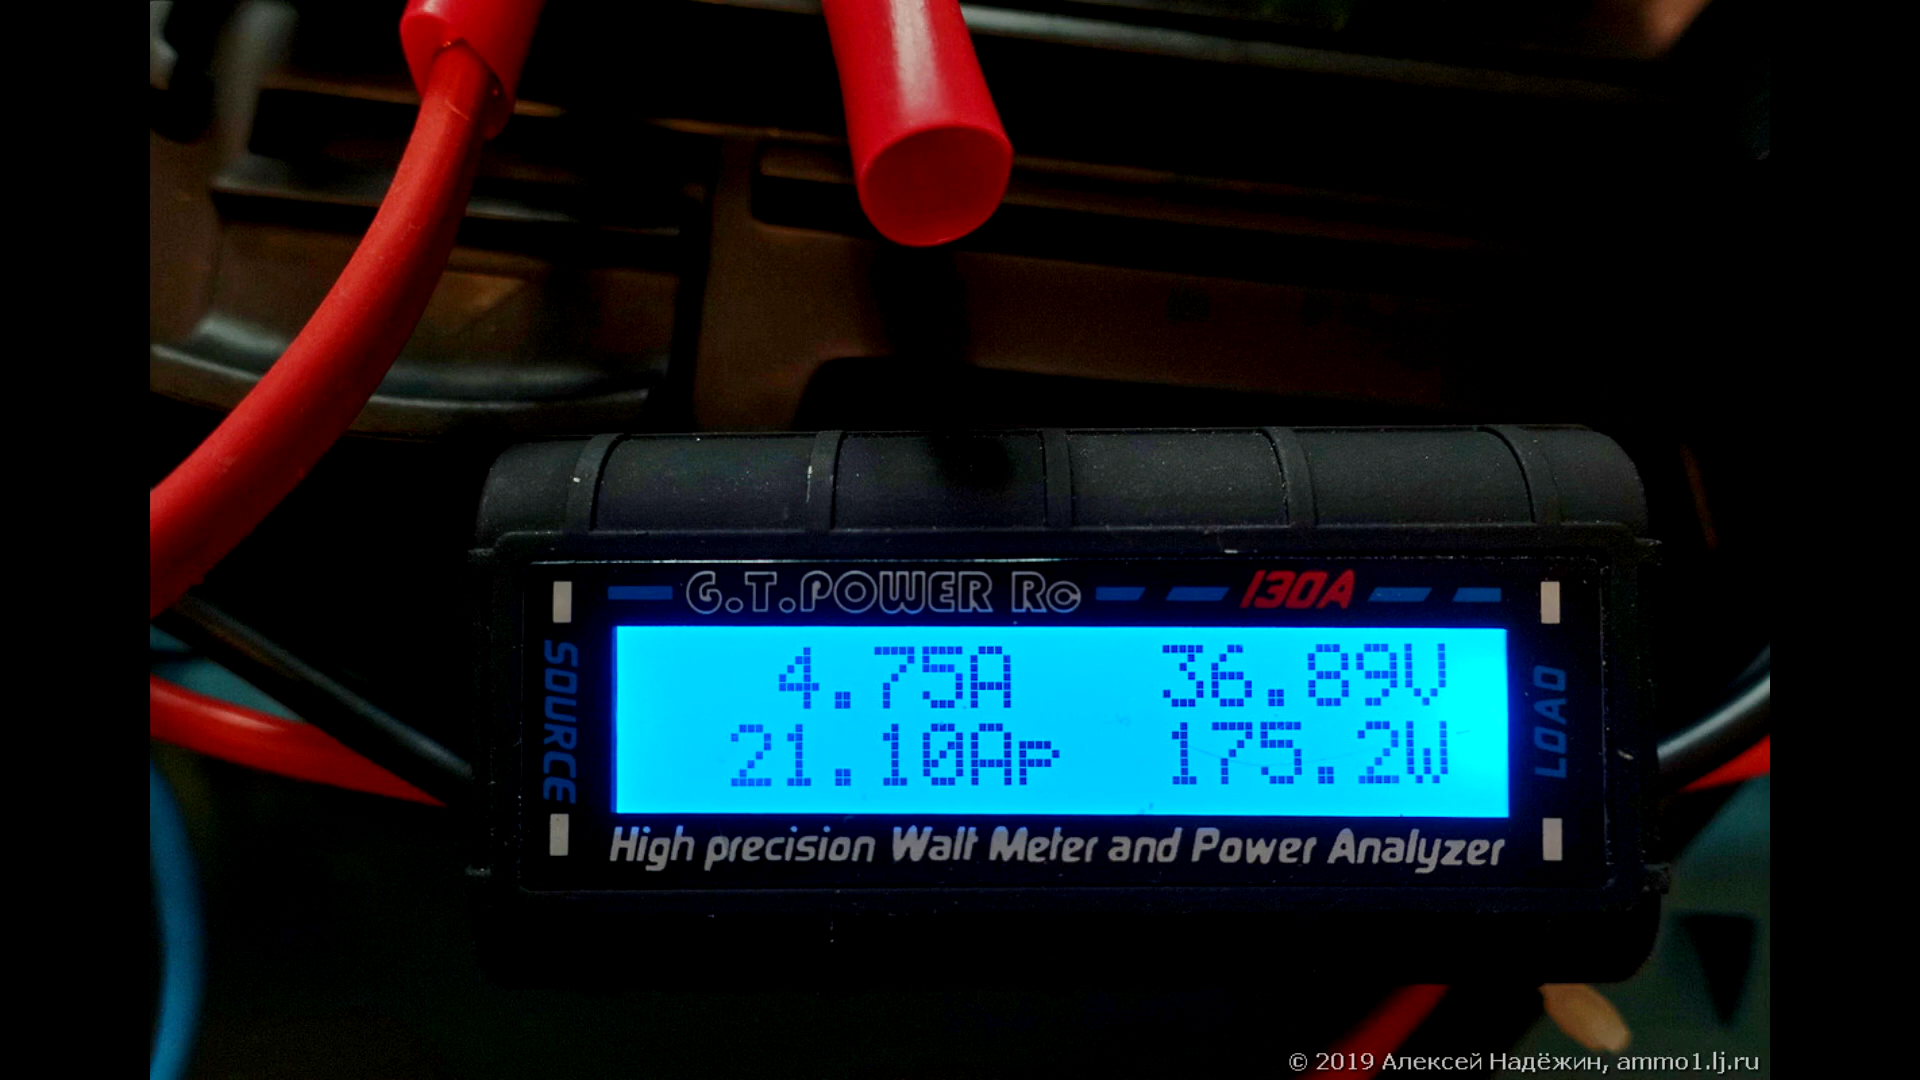 G.T.POWER RC 130A
SOURCE
4.75A 36.89V
21.10Ap 175.2W
LOAD
High precision Watt Meter and Power Analyzer
© 2019 Алексей Надёжин, ammo1.lj.ru